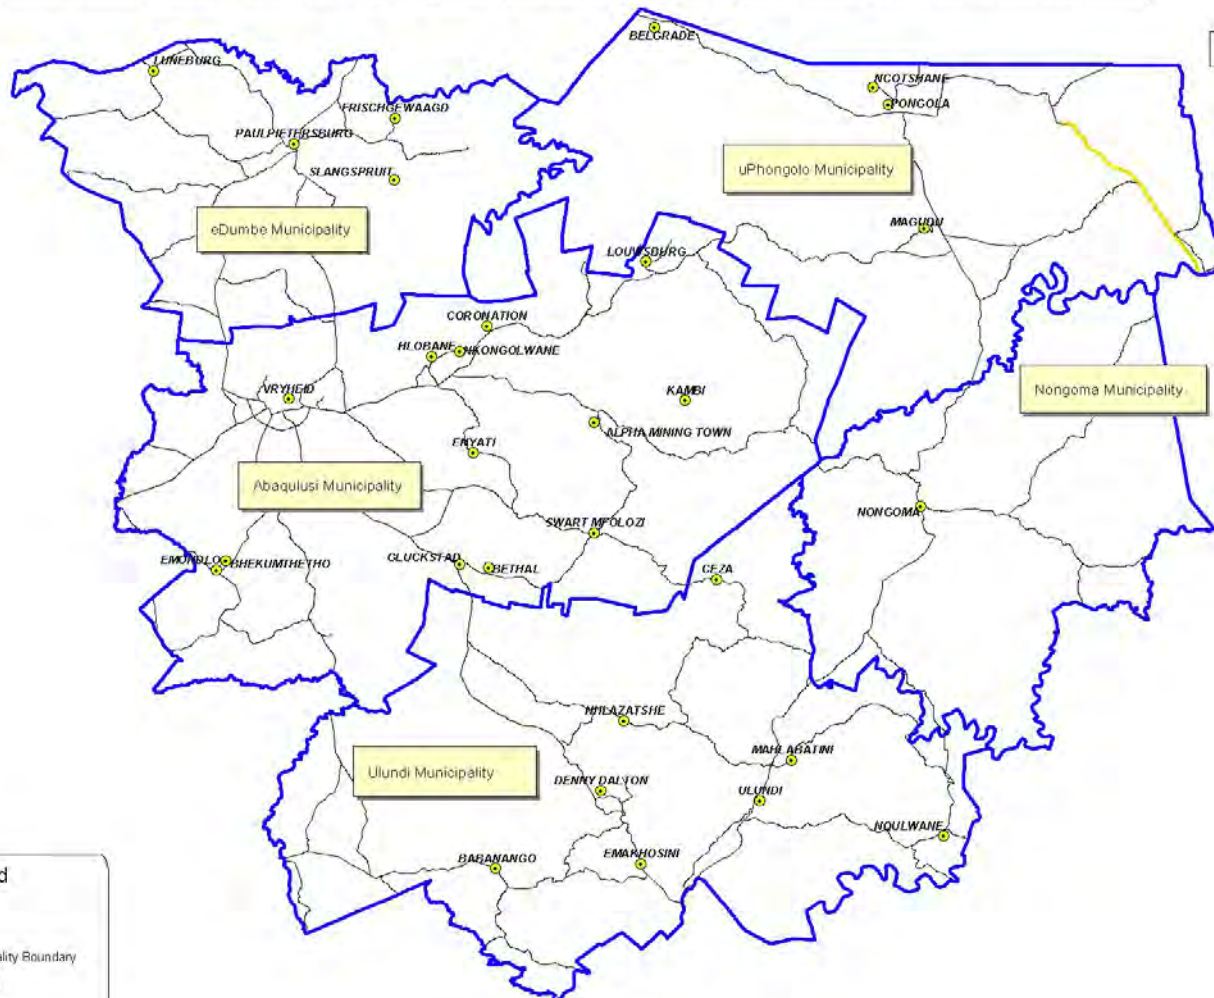 BELGRADE
LUNEBURG
NCOTSHANE
PONGOLA
FRISCHGEWAAGD
PAULPIETERSBURG
SLANGSPRUIT
uPhongolo Municipality
eDumbe Municipality
MAGUDU
LOUWSBURG
CORONATION
HLOBANE
NKONGOLWANE
Nongoma Municipality
VRYHEID
KAMBI
ALPHA MINING TOWN
ENYATI
Abaqulusi Municipality
NONGOMA
SWART MFOLOZI
EMONDLO
BHEKUMTHETHO
GLUCKSTAD
BETHAL
CEZA
NHLAZATSHE
MAHLABATINI
Ulundi Municipality
DENNY DALTON
ULUNDI
NQULWANE
BABANANGO
EMAKHOSINI
ality Boundary